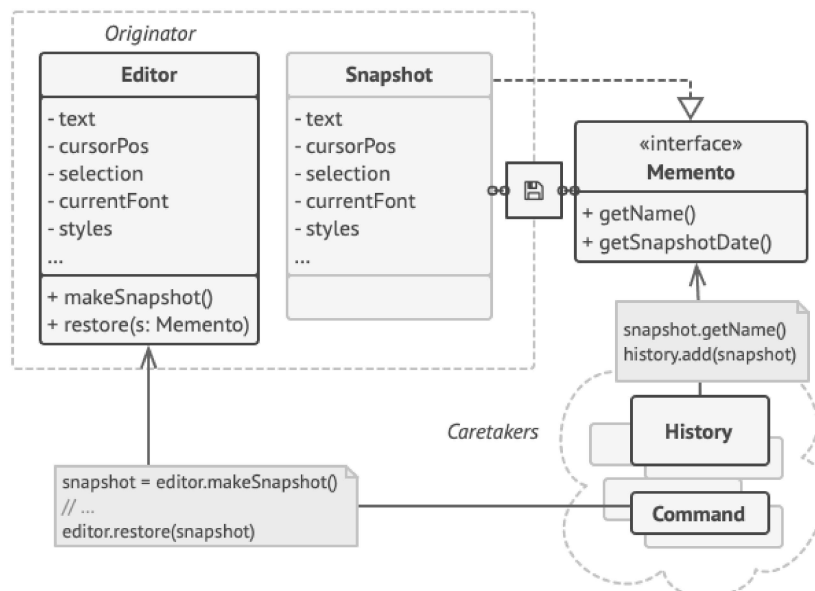 Originator
Editor
- text
- cursorPos
- selection
- currentFont
- styles
...
+ makeSnapshot()
+ restore(s: Memento)
Snapshot
- text
- cursorPos
- selection
- currentFont
- styles
...
«interface»
Memento
+ getName()
+ getSnapshotDate()
snapshot.getName()
history.add(snapshot)
Caretakers
History
Command
snapshot = editor.makeSnapshot()
// ...
editor.restore(snapshot)